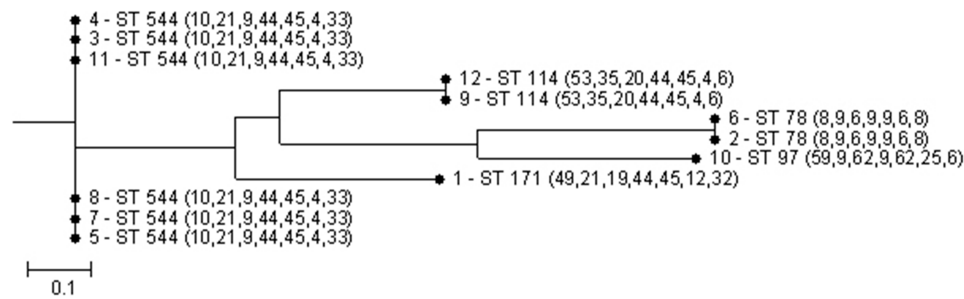 4 - ST 544 (10,21,9,44,45,4,33)
3 - ST 544 (10,21,9,44,45,4,33)
11 - ST 544 (10,21,9,44,45,4,33)
12 - ST 114 (53,35,20,44,45,4,6)
9 - ST 114 (53,35,20,44,45,4,6)
6 - ST 78 (8,9,6,9,9,6,8)
2 - ST 78 (8,9,6,9,9,6,8)
10 - ST 97 (59,9,62,9,62,25,6)
1 - ST 171 (49,21,19,44,45,12,32)
8 - ST 544 (10,21,9,44,45,4,33)
7 - ST 544 (10,21,9,44,45,4,33)
5 - ST 544 (10,21,9,44,45,4,33)
0.1